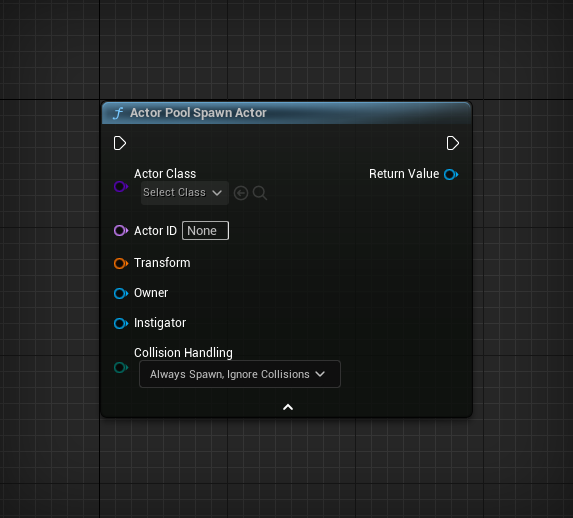 f Actor Pool Spawn Actor
Actor Class
Return Value
Select Class
Actor ID None
Transform
Owner
Instigator
Collision Handling
Always Spawn, Ignore Collisions